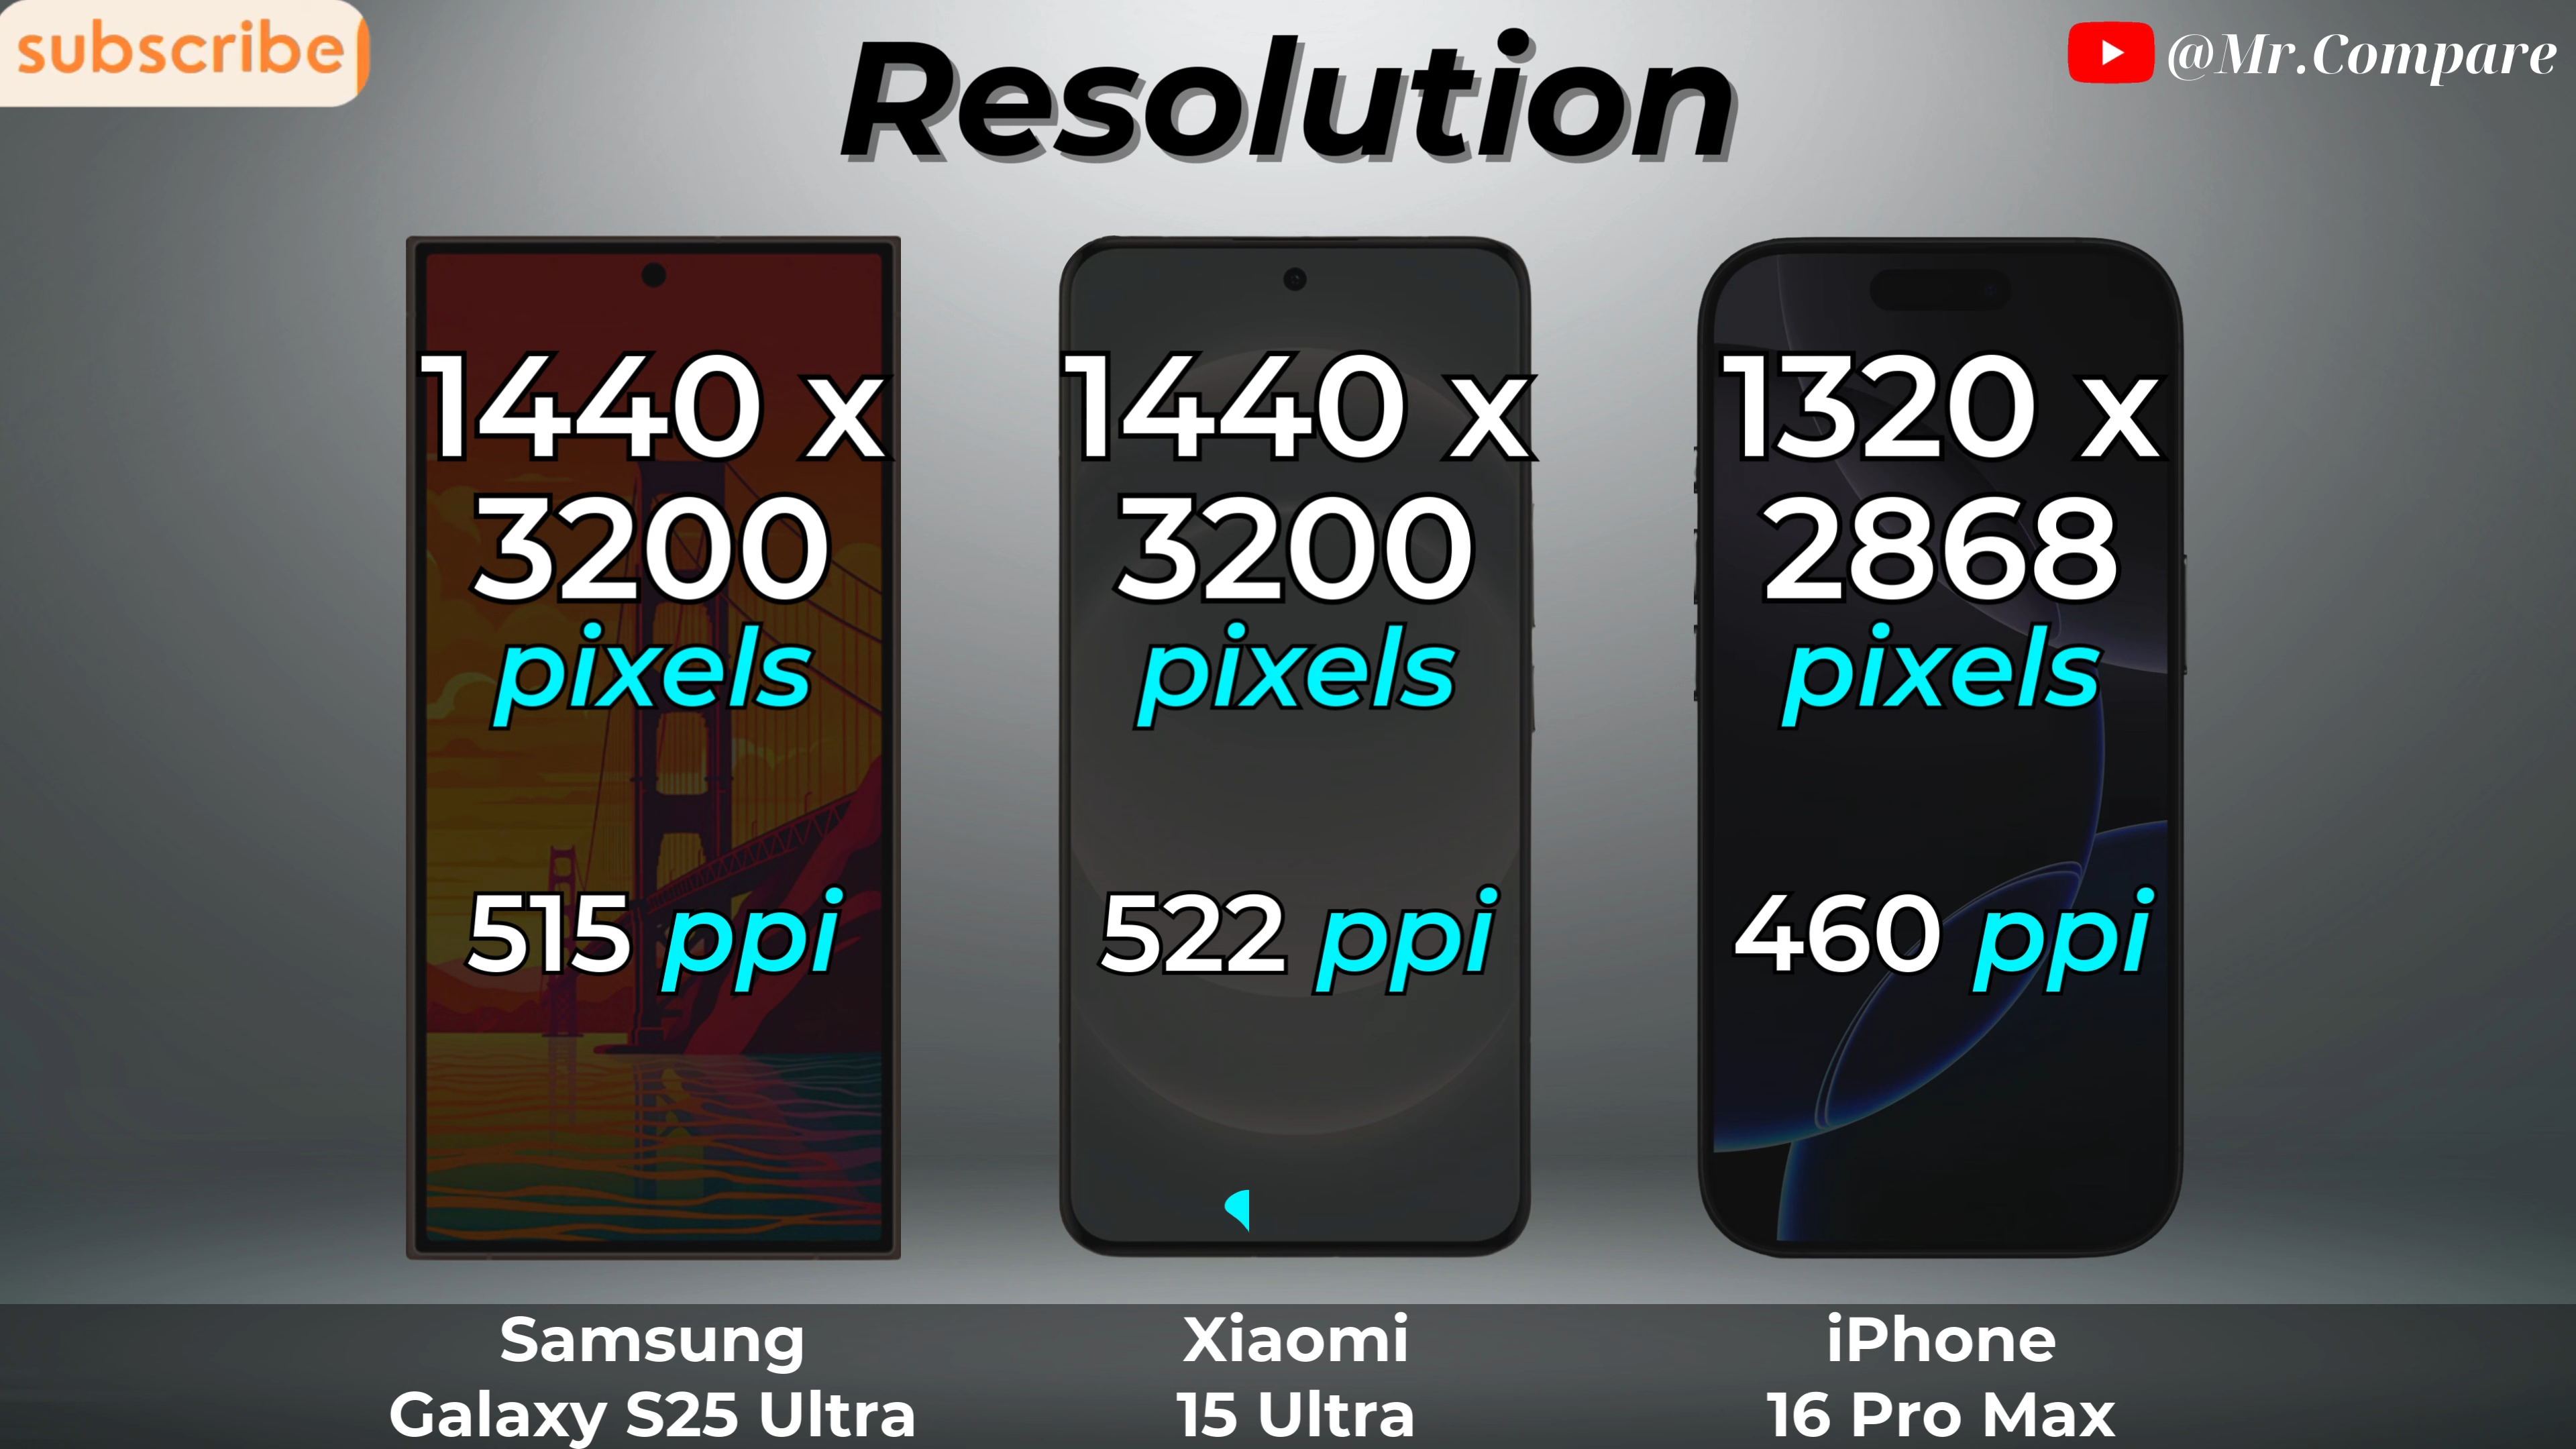 subscribe
Resolution
@Mr.Compare
1440 x
3200
pixels
515 ppi
1440 x
3200
pixels
522 ppi
1320 x
2868
pixels
460 ppi
Samsung
Galaxy S25 Ultra
Xiaomi
15 Ultra
iPhone
16 Pro Max